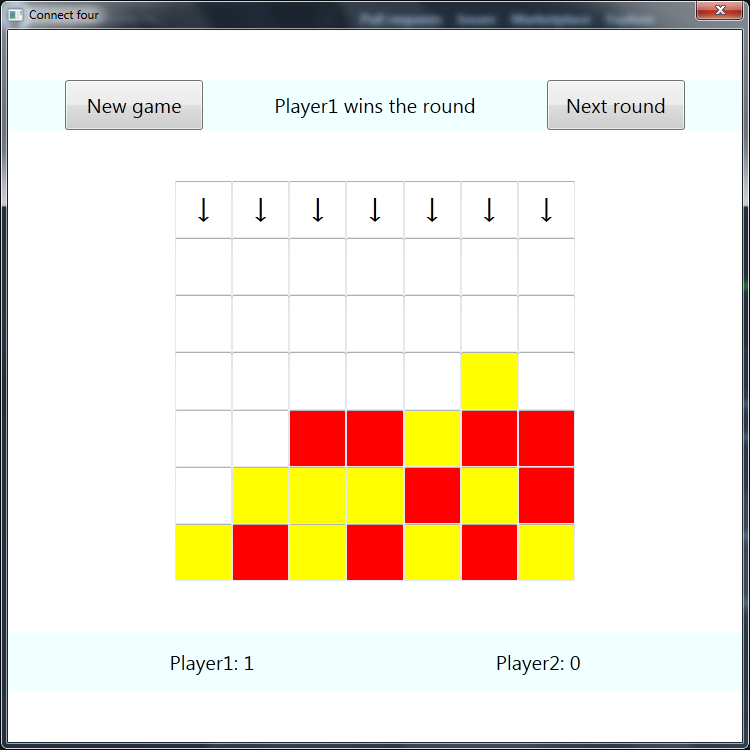 Connect four
Pull requests Issues Marketplace Explore
New game
Player1 wins the round
Next round
↓ ↓ ↓ ↓ ↓ ↓ ↓
Player1: 1
Player2: 0